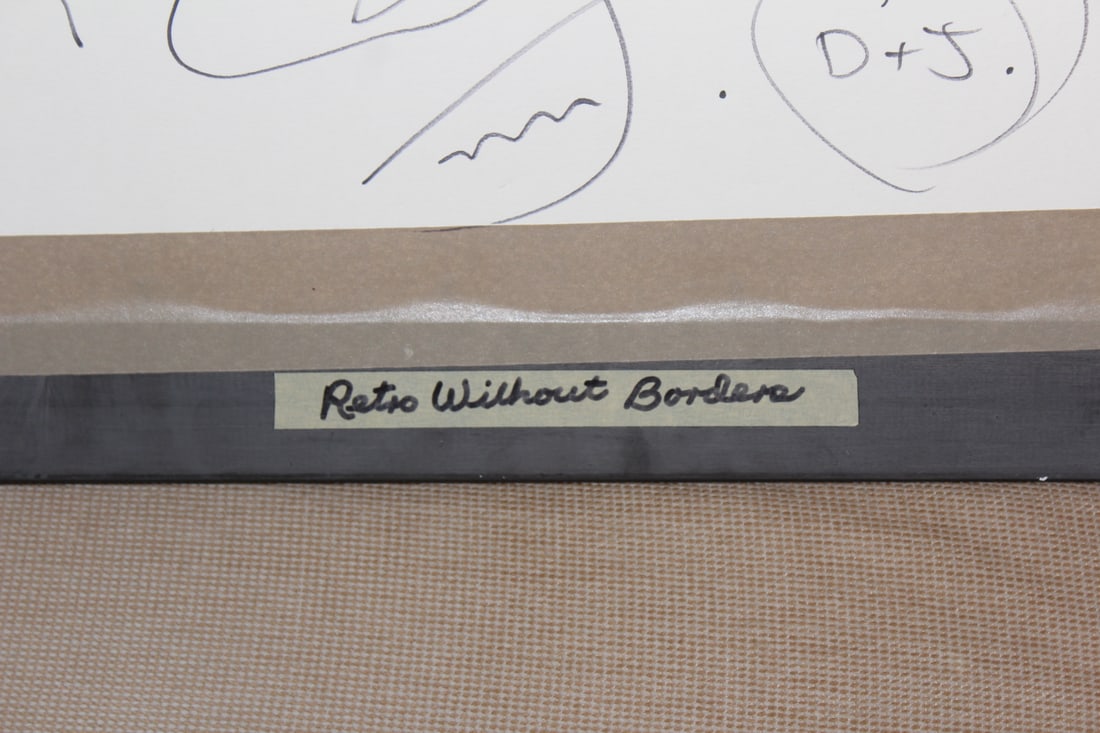 D + J.
Retro Without Borders